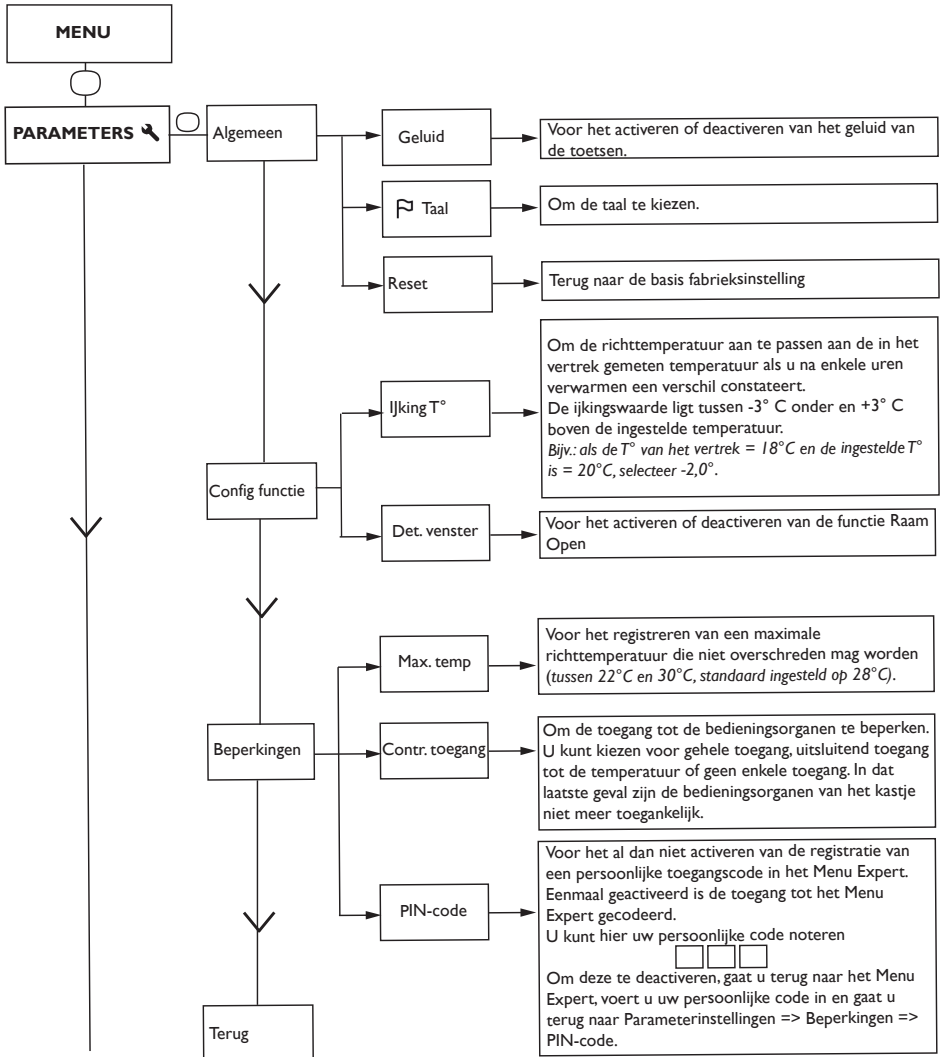 MENU
PARAMETERS
Algemeen
Geluid
Voor het activeren of deactiveren van het geluid van
de toetsen.
Taal
Om de taal te kiezen.
Reset
Terug naar de basis fabrieksinstelling
Config functie
IJking T°
Om de richttemperatuur aan te passen aan de in het
vertrek gemeten temperatuur als u na enkele uren
verwarmen een verschil constateert.
De ijkingswaarde ligt tussen -3° C onder en +3° C
boven de ingestelde temperatuur.
Bijv.: als de T° van het vertrek = 18°C en de ingestelde T°
is = 20°C, selecteer -2,0°.
Det. venster
Voor het activeren of deactiveren van de functie Raam
Open
Beperkingen
Max. temp
Voor het registreren van een maximale
richttemperatuur die niet overschreden mag worden
(tussen 22°C en 30°C, standaard ingesteld op 28°C).
Contr. toegang
Om de toegang tot de bedieningsorganen te beperken.
U kunt kiezen voor gehele toegang, uitsluitend toegang
tot de temperatuur of geen enkele toegang. In dat
laatste geval zijn de bedieningsorganen van het kastje
niet meer toegankelijk.
PIN-code
Voor het al dan niet activeren van de registratie van
een persoonlijke toegangscode in het Menu Expert.
Eenmaal geactiveerd is de toegang tot het Menu
Expert gecodeerd.
U kunt hier uw persoonlijke code noteren
Om deze te deactiveren, gaat u terug naar het Menu
Expert, voert u uw persoonlijke code in en gaat u
terug naar Parameterinstellingen => Beperkingen =>
PIN-code.
Terug